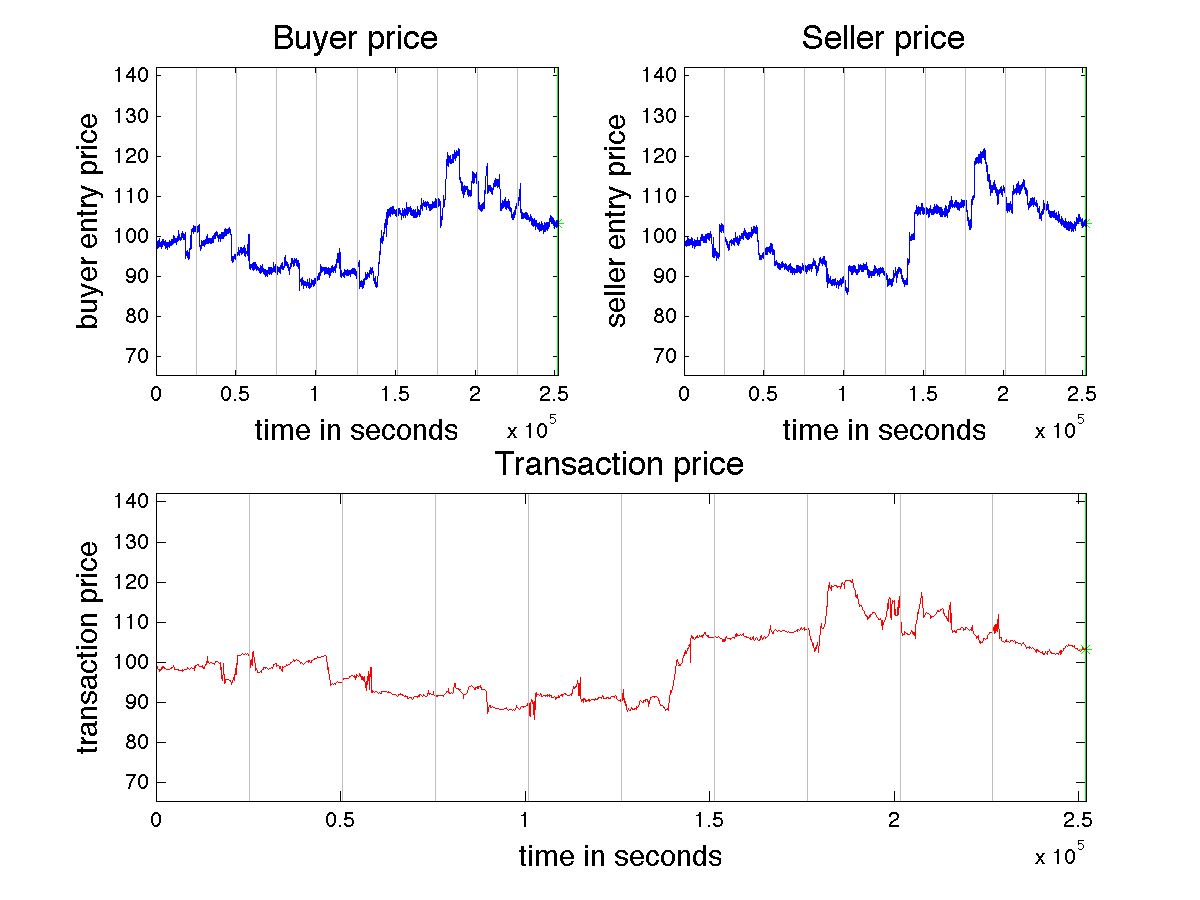 Buyer price
Seller price
buyer entry price
140
130
120
110
100
90
80
70
0 0.5 1 1.5 2 2.5
x 10^5
time in seconds
seller entry price
140
130
120
110
100
90
80
70
0 0.5 1 1.5 2 2.5
x 10^5
time in seconds
Transaction price
transaction price
140
130
120
110
100
90
80
70
0 0.5 1 1.5 2 2.5
x 10^5
time in seconds